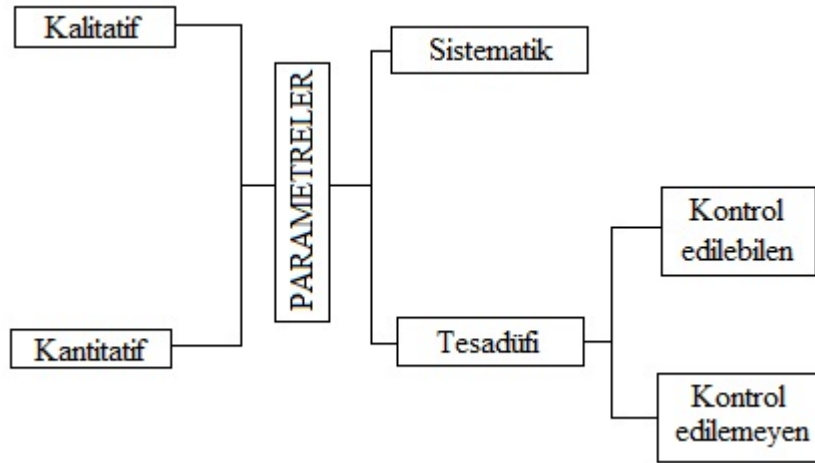 Kalitatif
Kantitatif
PARAMETRELER
Sistematik
Tesadüfi
Kontrol
edilebilen
Kontrol
edilemeyen